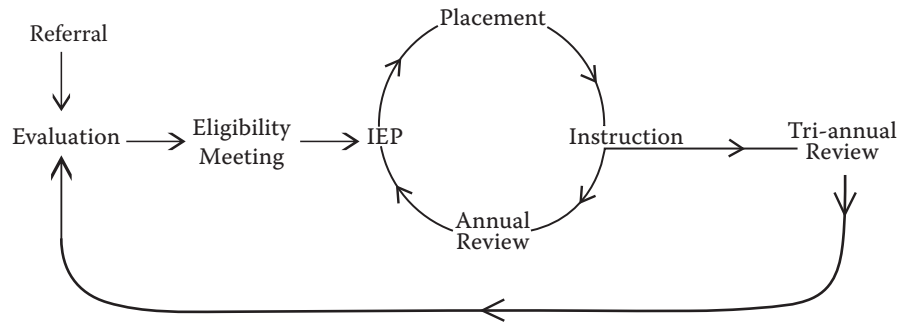 Placement
Referral
Evaluation
Eligibility
Meeting
IEP
Instruction
Tri-annual
Review
Annual
Review